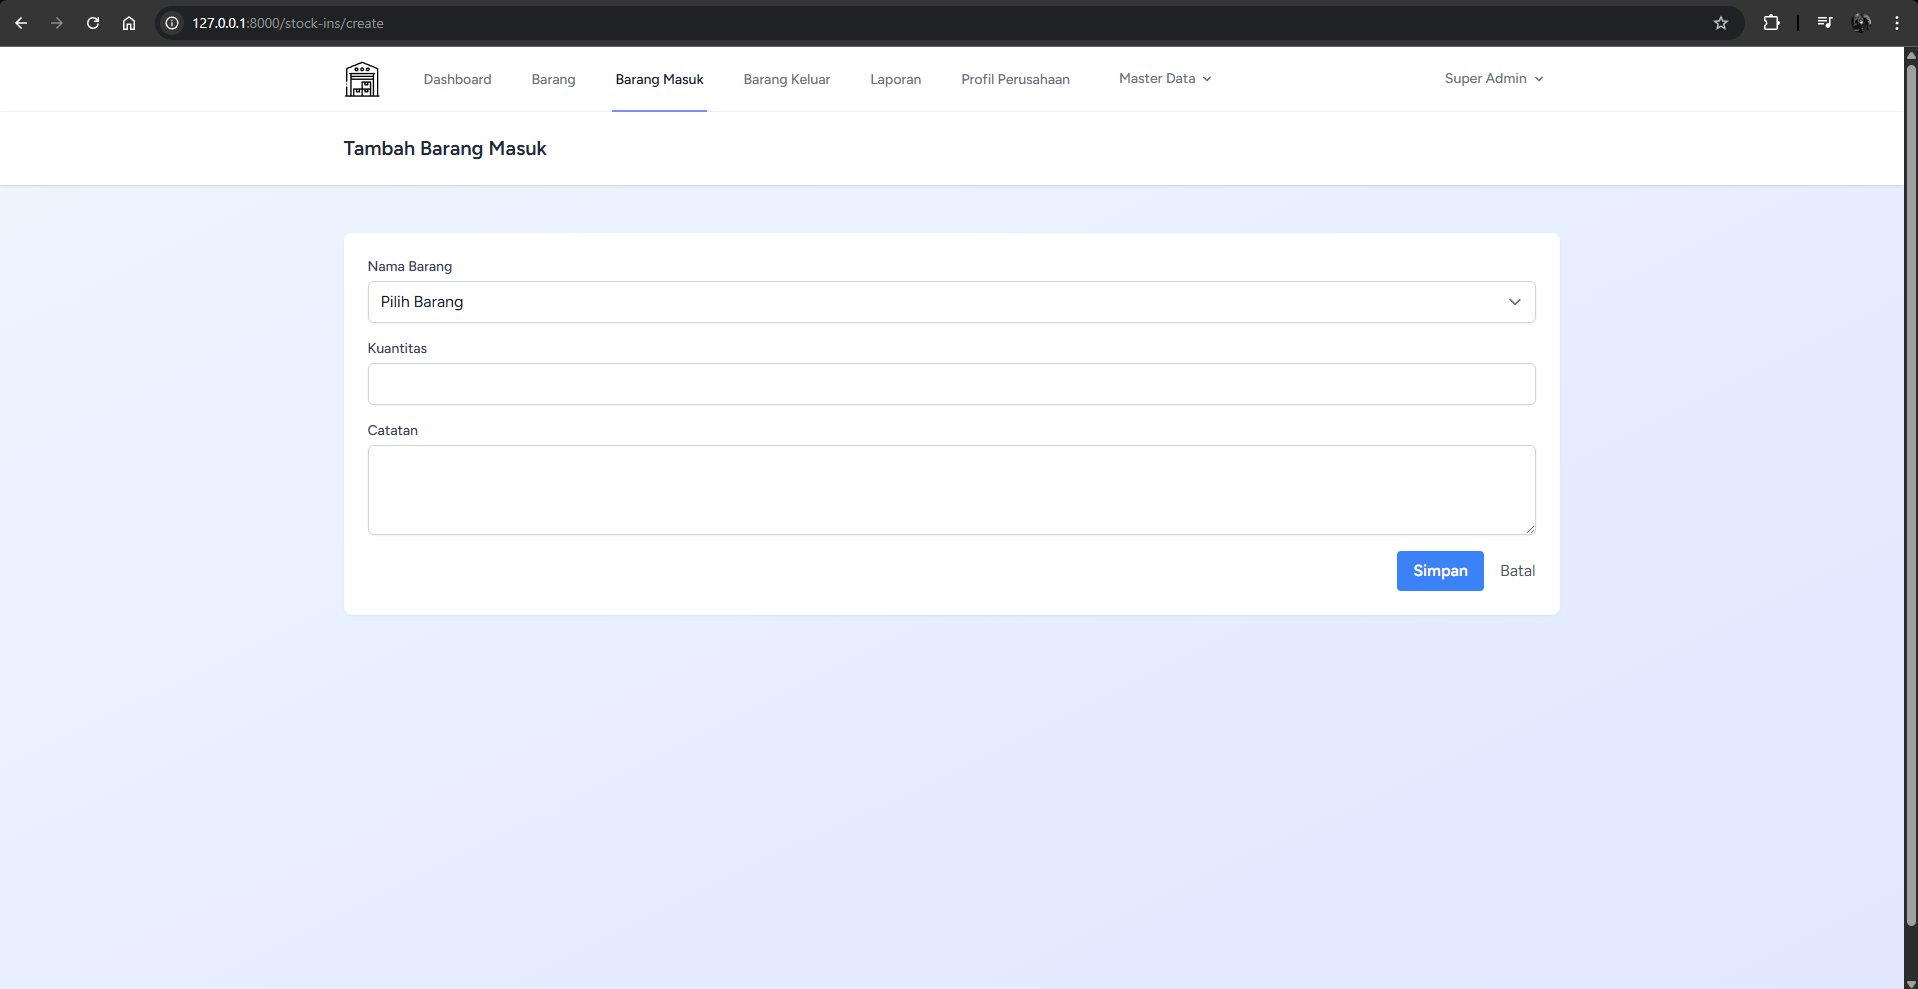 127.0.0.1:8000/stock-ins/create
Dashboard Barang Barang Masuk Barang Keluar Laporan Profil Perusahaan Master Data Super Admin
Tambah Barang Masuk
Nama Barang
Pilih Barang
Kuantitas
Catatan
Simpan Batal